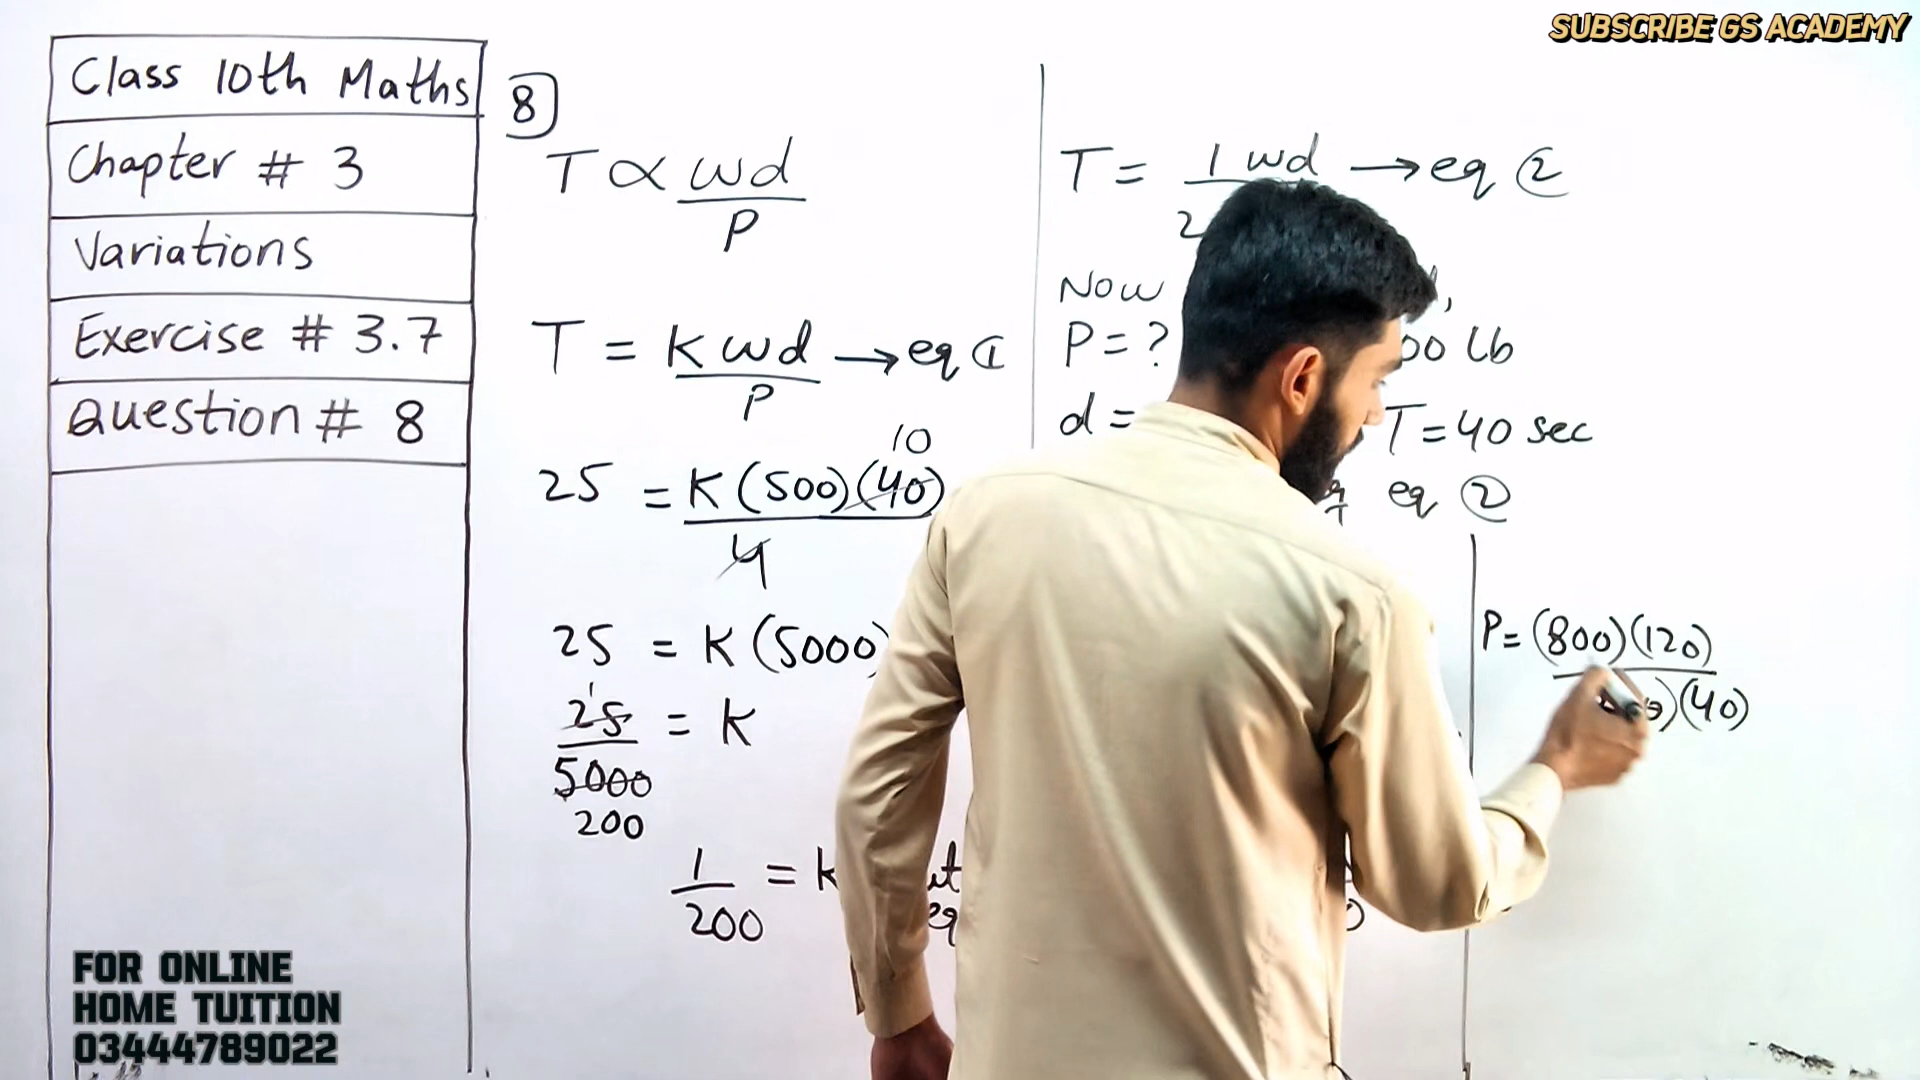 SUBSCRIBE GS ACADEMY
Class 10th Maths
Chapter # 3
Variations
Exercise # 3.7
Question # 8
8
T ∝ wd
P
T = K wd → eq 1
P
10
25 = K (500)(40)
4
25 = K (5000)
1
25 = K
5000
200
1 = K
200
eq
T = 1 wd → eq 2
2
Now
P = ? 00 lb
d = T = 40 sec
eq 2
P = (800)(120)
(40)
FOR ONLINE
HOME TUITION
03444789022